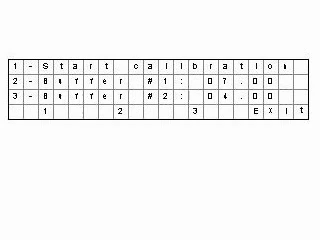 1-Start calibration
2-Buffer #1: 07.00
3-Buffer #2: 04.00
1 2 3 Exit